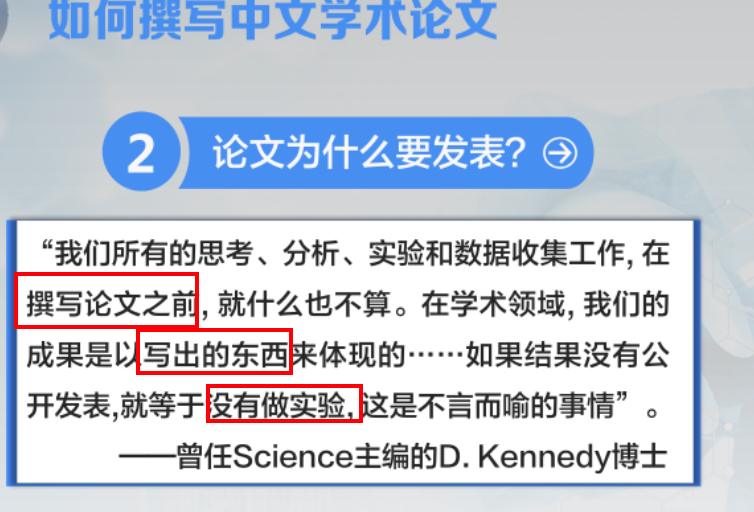 如何撰写中文学术论文
2 论文为什么要发表?
“我们所有的思考、分析、实验和数据收集工作, 在
撰写论文之前, 就什么也不算。在学术领域, 我们的
成果是以写出的东西来体现的……如果结果没有公
开发表,就等于没有做实验, 这是不言而喻的事情”。
——曾任Science主编的D. Kennedy博士